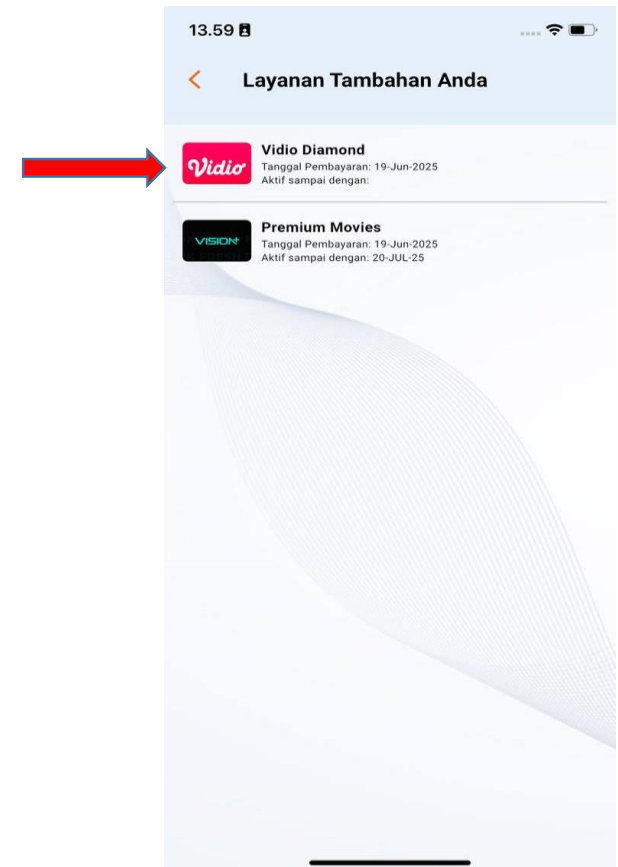 13.59
Layanan Tambahan Anda
Vidio
Vidio Diamond
Tanggal Pembayaran: 19-Jun-2025
Aktif sampai dengan:
VISION+
Premium Movies
Tanggal Pembayaran: 19-Jun-2025
Aktif sampai dengan: 20-JUL-25